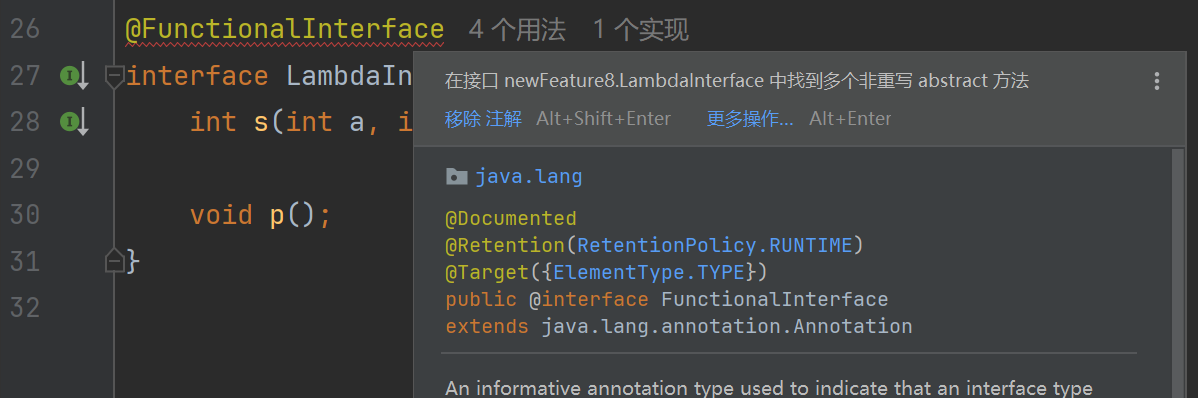 26 @FunctionalInterface 4 个用法 1 个实现
27 interface LambdaIn
28 int s(int a, i
29
30 void p();
31 }
32
在接口 newFeature8.LambdaInterface 中找到多个非重写 abstract 方法
移除 注解 Alt+Shift+Enter 更多操作... Alt+Enter
java.lang
@Documented
@Retention(RetentionPolicy.RUNTIME)
@Target({ElementType.TYPE})
public @interface FunctionalInterface
extends java.lang.annotation.Annotation
An informative annotation type used to indicate that an interface type